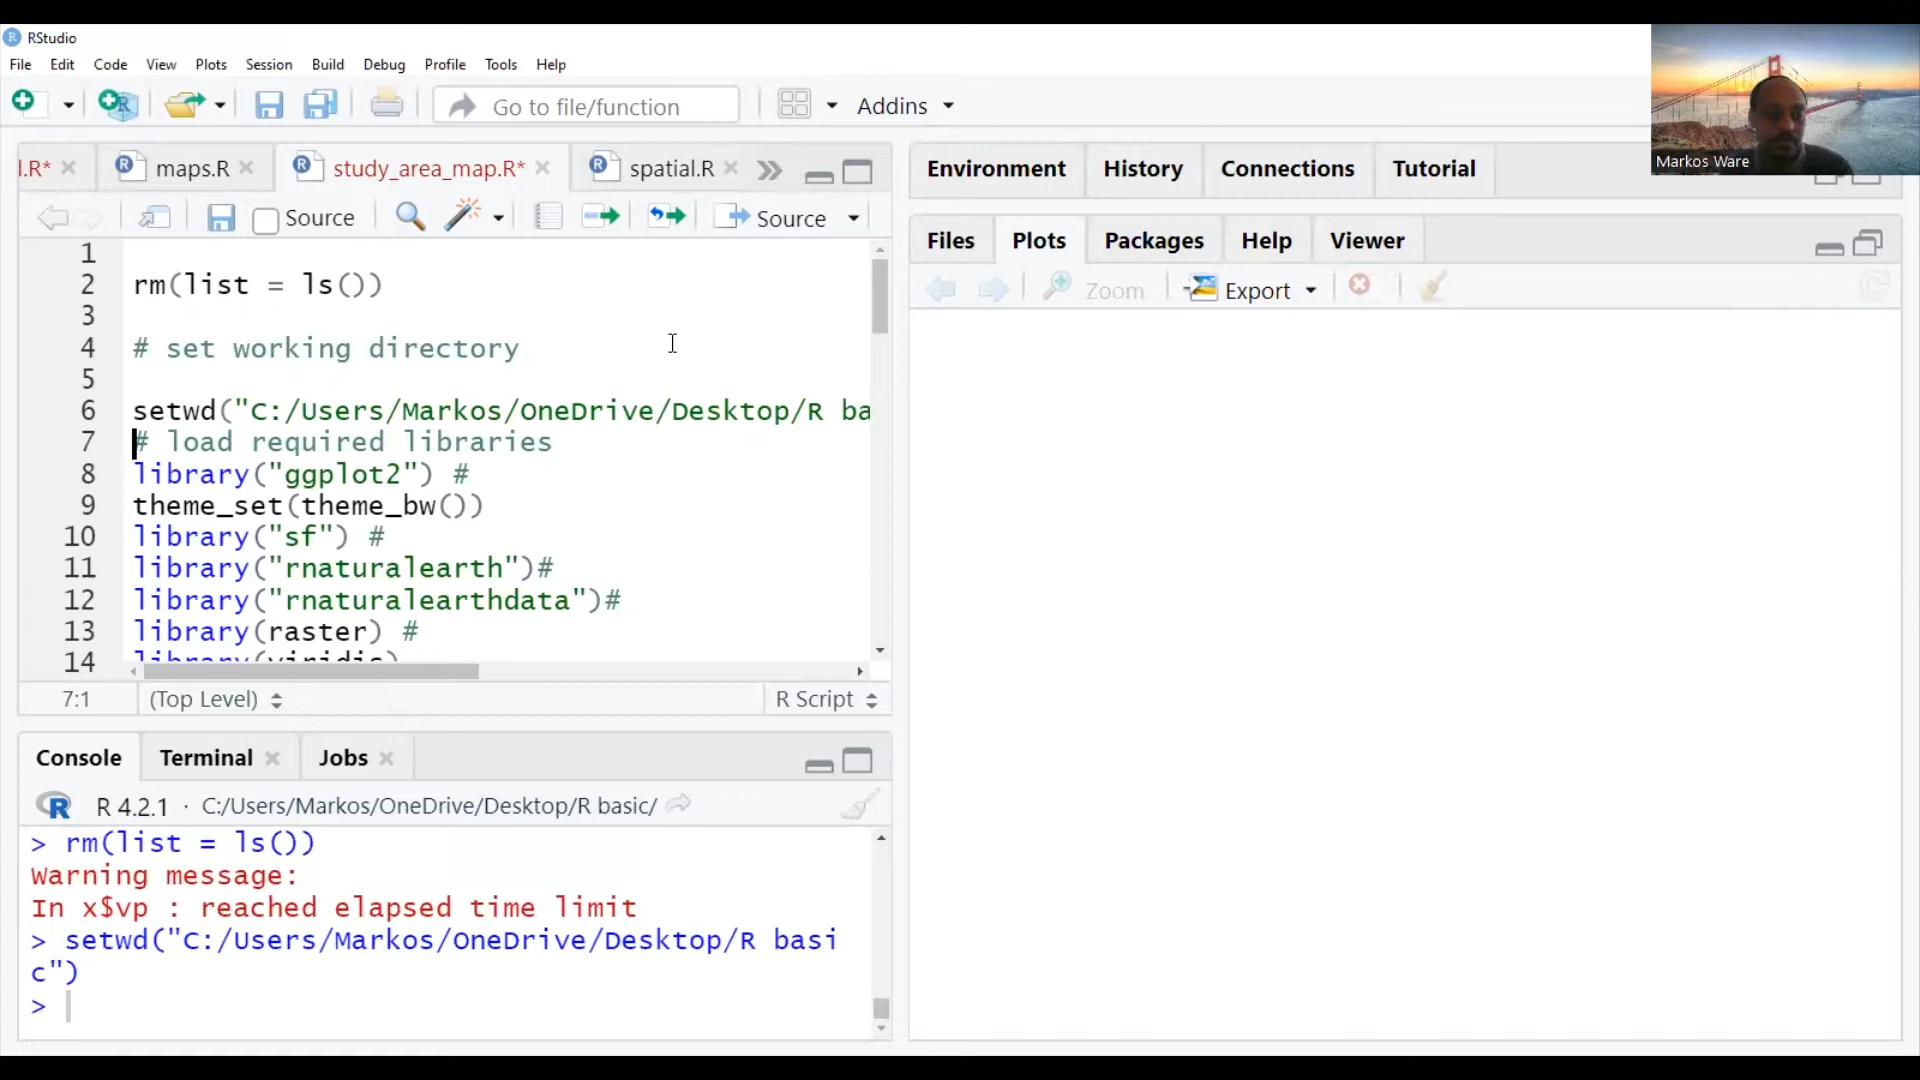 RStudio
File Edit Code View Plots Session Build Debug Profile Tools Help
Go to file/function
Addins
Markos Ware
l.R*
maps.R
study_area_map.R*
spatial.R
Source
Source
1
2 rm(list = ls())
3
4 # set working directory
5
6 setwd("C:/Users/Markos/OneDrive/Desktop/R ba
7 # load required libraries
8 library("ggplot2") #
9 theme_set(theme_bw())
10 library("sf") #
11 library("rnaturalearth")#
12 library("rnaturalearthdata")#
13 library(raster) #
14 library(viridis)
7:1 (Top Level) R Script
Console Terminal Jobs
R 4.2.1 · C:/Users/Markos/OneDrive/Desktop/R basic/
> rm(list = ls())
Warning message:
In x$vp : reached elapsed time limit
> setwd("C:/Users/Markos/OneDrive/Desktop/R basi
c")
>
Environment History Connections Tutorial
Files Plots Packages Help Viewer
Zoom Export